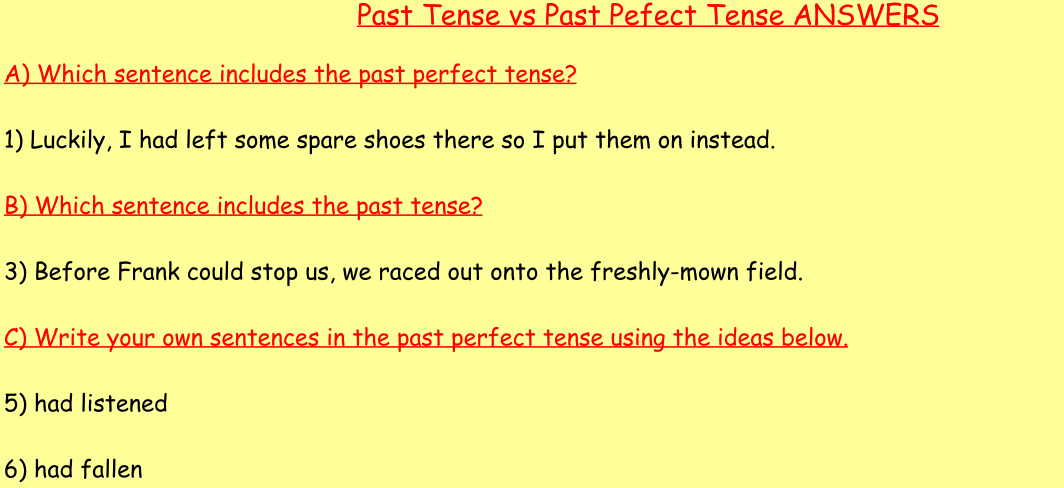 Past Tense vs Past Pefect Tense ANSWERS
A) Which sentence includes the past perfect tense?
1) Luckily, I had left some spare shoes there so I put them on instead.
B) Which sentence includes the past tense?
3) Before Frank could stop us, we raced out onto the freshly-mown field.
C) Write your own sentences in the past perfect tense using the ideas below.
5) had listened
6) had fallen